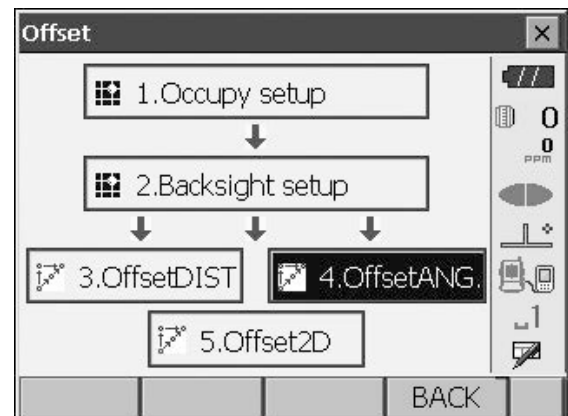 Offset
1.Occupy setup
2.Backsight setup
3.OffsetDIST
4.OffsetANG.
5.Offset2D
BACK
0
0
PPM
1